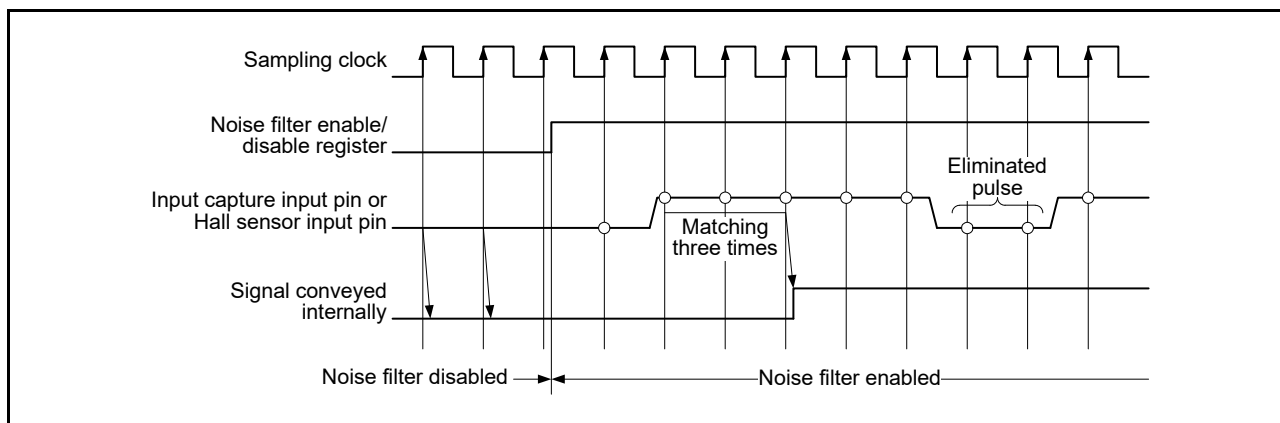 Sampling clock
Noise filter enable/
disable register
Input capture input pin or
Hall sensor input pin
Eliminated
pulse
Matching
three times
Signal conveyed
internally
Noise filter disabled
Noise filter enabled